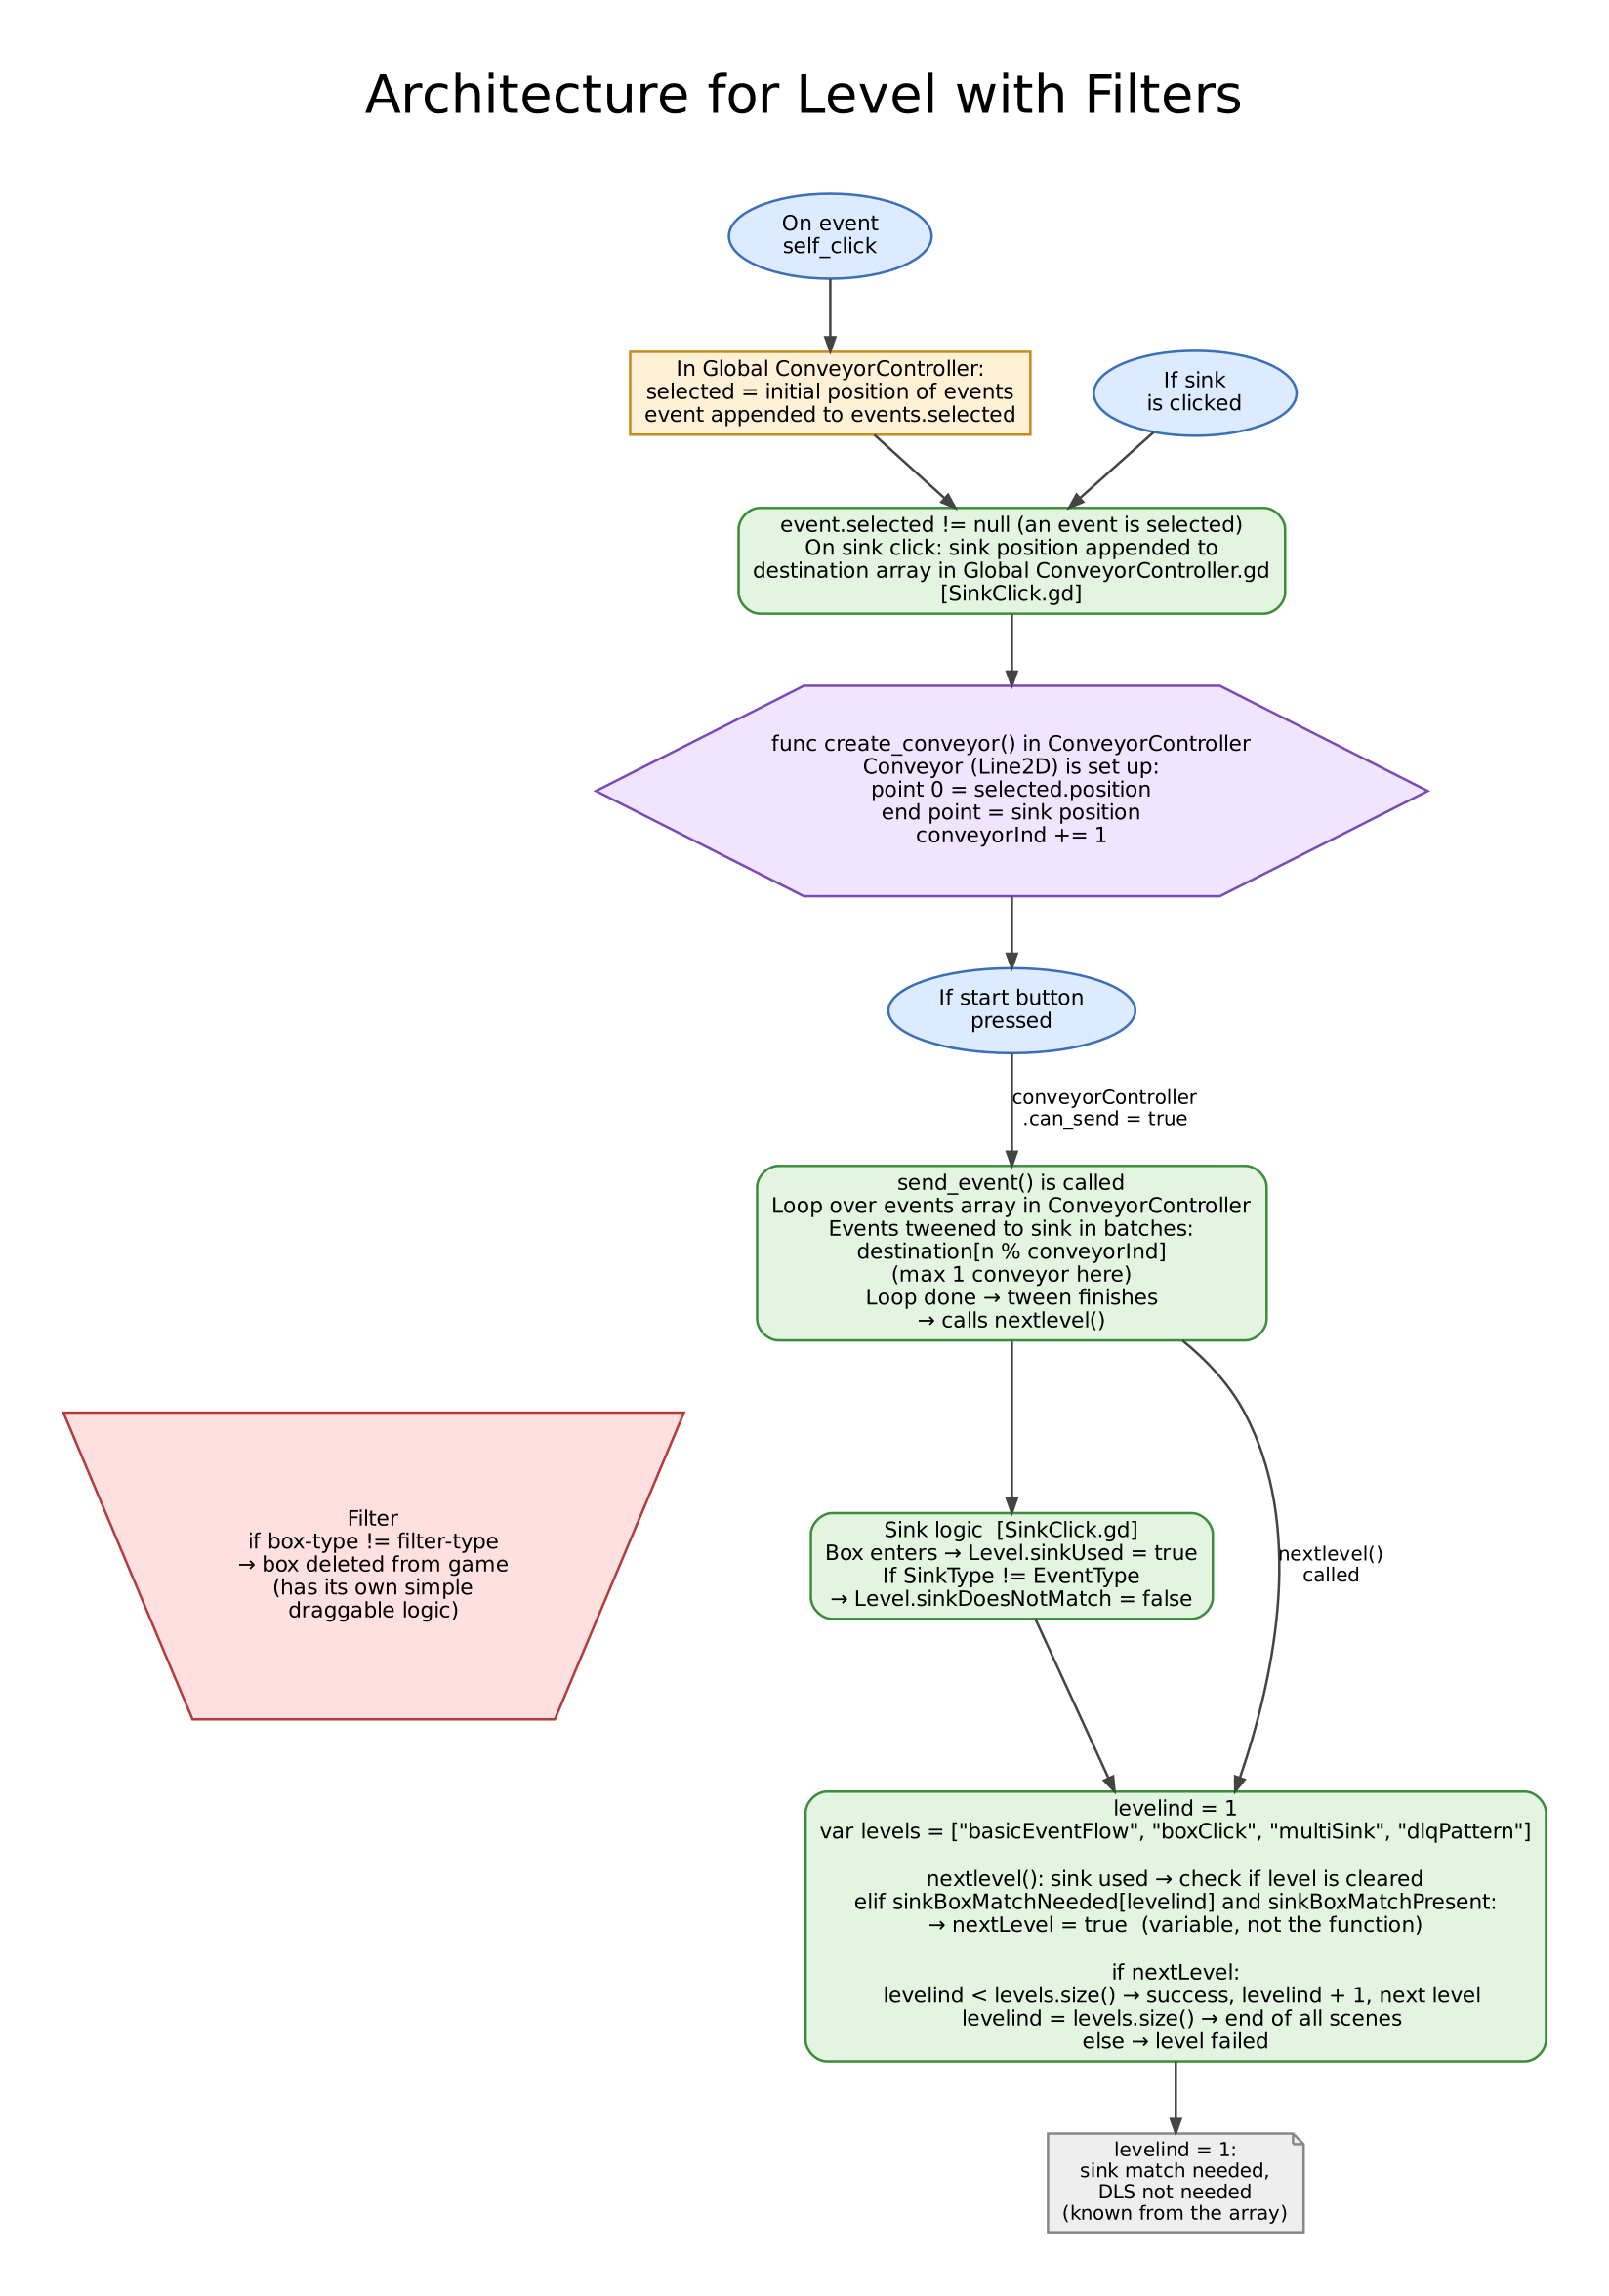 Architecture for Level with Filters
On event
self_click
In Global ConveyorController:
selected = initial position of events
event appended to events.selected
If sink
is clicked
event.selected != null (an event is selected)
On sink click: sink position appended to
destination array in Global ConveyorController.gd
[SinkClick.gd]
func create_conveyor() in ConveyorController
Conveyor (Line2D) is set up:
point 0 = selected.position
end point = sink position
conveyorInd += 1
If start button
pressed
conveyorController
.can_send = true
send_event() is called
Loop over events array in ConveyorController
Events tweened to sink in batches:
destination[n % conveyorInd]
(max 1 conveyor here)
Loop done → tween finishes
→ calls nextlevel()
Filter
if box-type != filter-type
→ box deleted from game
(has its own simple
draggable logic)
Sink logic  [SinkClick.gd]
Box enters → Level.sinkUsed = true
If SinkType != EventType
→ Level.sinkDoesNotMatch = false
nextlevel()
called
levelind = 1
var levels = ["basicEventFlow", "boxClick", "multiSink", "dlqPattern"]
nextlevel(): sink used → check if level is cleared
elif sinkBoxMatchNeeded[levelind] and sinkBoxMatchPresent:
→ nextLevel = true  (variable, not the function)
if nextLevel:
levelind < levels.size() → success, levelind + 1, next level
levelind = levels.size() → end of all scenes
else → level failed
levelind = 1:
sink match needed,
DLS not needed
(known from the array)